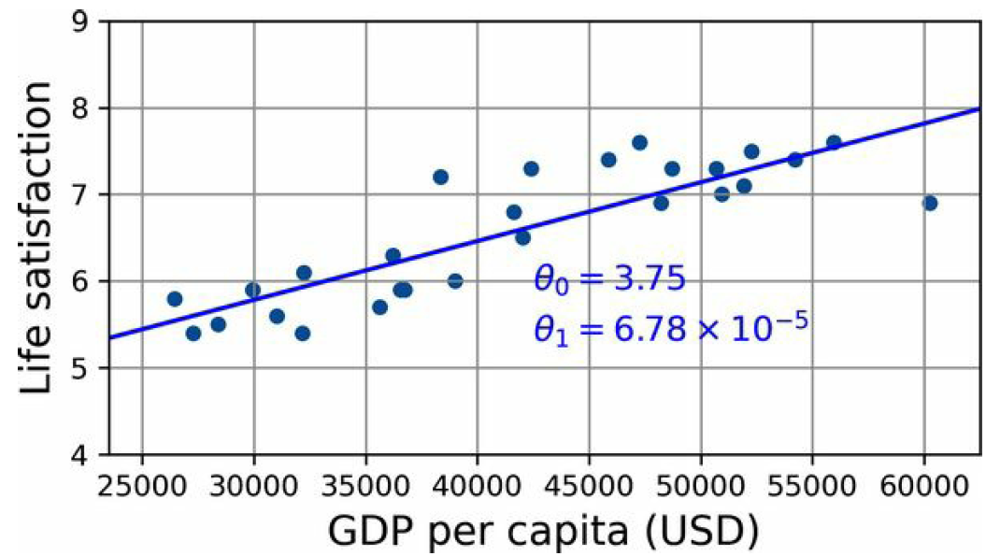 9
8
7
6
5
4
Life satisfaction
θ₀ = 3.75
θ₁ = 6.78 × 10⁻⁵
25000 30000 35000 40000 45000 50000 55000 60000
GDP per capita (USD)